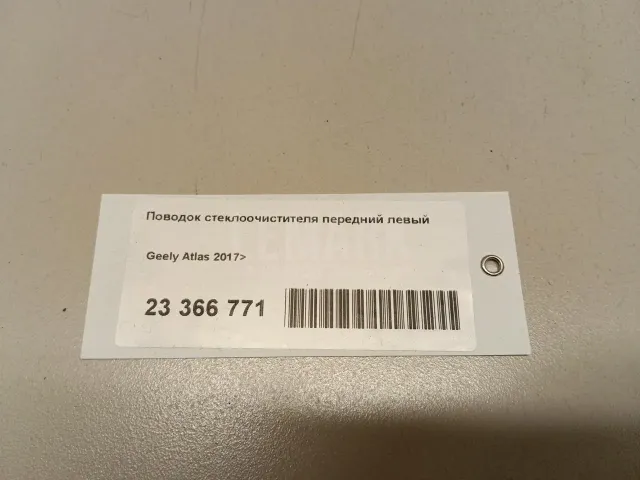 Поводок стеклоочистителя передний левый
Geely Atlas 2017>
23 366 771